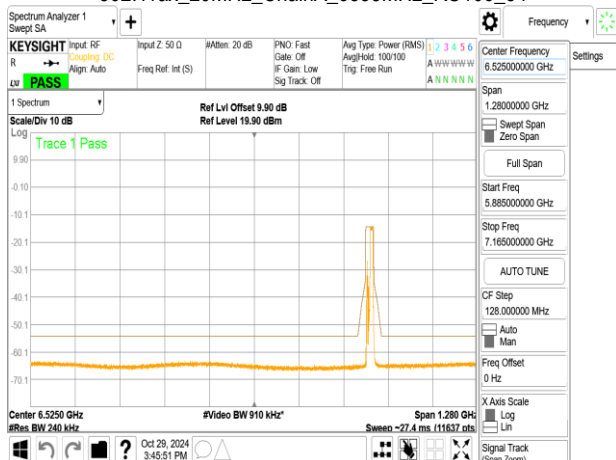 Spectrum Analyzer 1
Swept SA
+
Frequency
KEYSIGHT
R
LXI
PASS
Input: RF
Coupling: DC
Align: Auto
Input Z: 50 Ω
Freq Ref: Int (S)
#Atten: 20 dB
PNO: Fast
Gate: Off
IF Gain: Low
Sig Track: Off
Avg Type: Power (RMS)
Avg|Hold: 100/100
Trig: Free Run
1 2 3 4 5 6
A W W W W W
A N N N N N
1 Spectrum
Scale/Div 10 dB
Ref Lvl Offset 9.90 dB
Ref Level 19.90 dBm
Log
Trace 1 Pass
9.90
-0.10
-10.1
-20.1
-30.1
-40.1
-50.1
-60.1
-70.1
Center 6.5250 GHz
#Res BW 240 kHz
#Video BW 910 kHz*
Span 1.280 GHz
Sweep ~27.4 ms (11637 pts
Oct 29, 2024
3:45:51 PM
?
Center Frequency
6.525000000 GHz
Settings
Span
1.28000000 GHz
Swept Span
Zero Span
Full Span
Start Freq
5.885000000 GHz
Stop Freq
7.165000000 GHz
AUTO TUNE
CF Step
128.000000 MHz
Auto
Man
Freq Offset
0 Hz
X Axis Scale
Log
Lin
Signal Track
(Span Zoom)